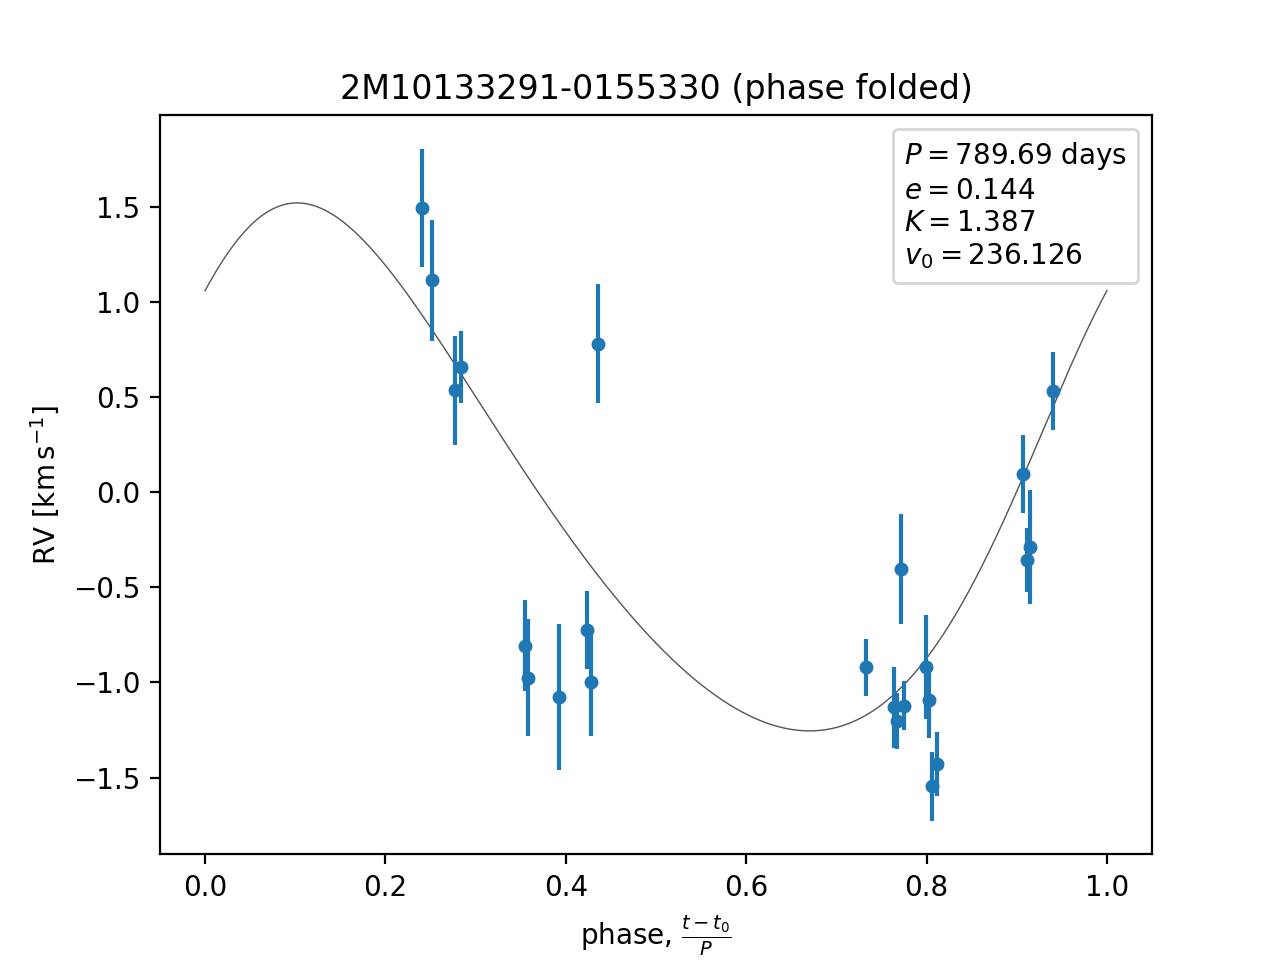 2M10133291-0155330 (phase folded)
P = 789.69 days
e = 0.144
K = 1.387
v₀ = 236.126
RV [km s⁻¹]
1.5
1.0
0.5
0.0
−0.5
−1.0
−1.5
0.0 0.2 0.4 0.6 0.8 1.0
phase, (t − t₀)/P